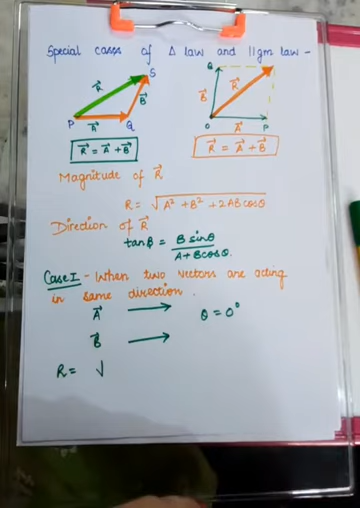 Special cases of Δ law and ||gm law -
S
R⃗
B⃗
P
A⃗
Q
R⃗ = A⃗ + B⃗
Q
R⃗
B⃗
O
A⃗
P
R⃗ = A⃗ + B⃗
Magnitude of R⃗
R = √A² + B² + 2AB cosθ
Direction of R⃗
tanβ = B sinθ / A + B cosθ.
Case I - When two vectors are acting
in same direction.
A⃗ ⟶ θ = 0°
B⃗ ⟶
R = √